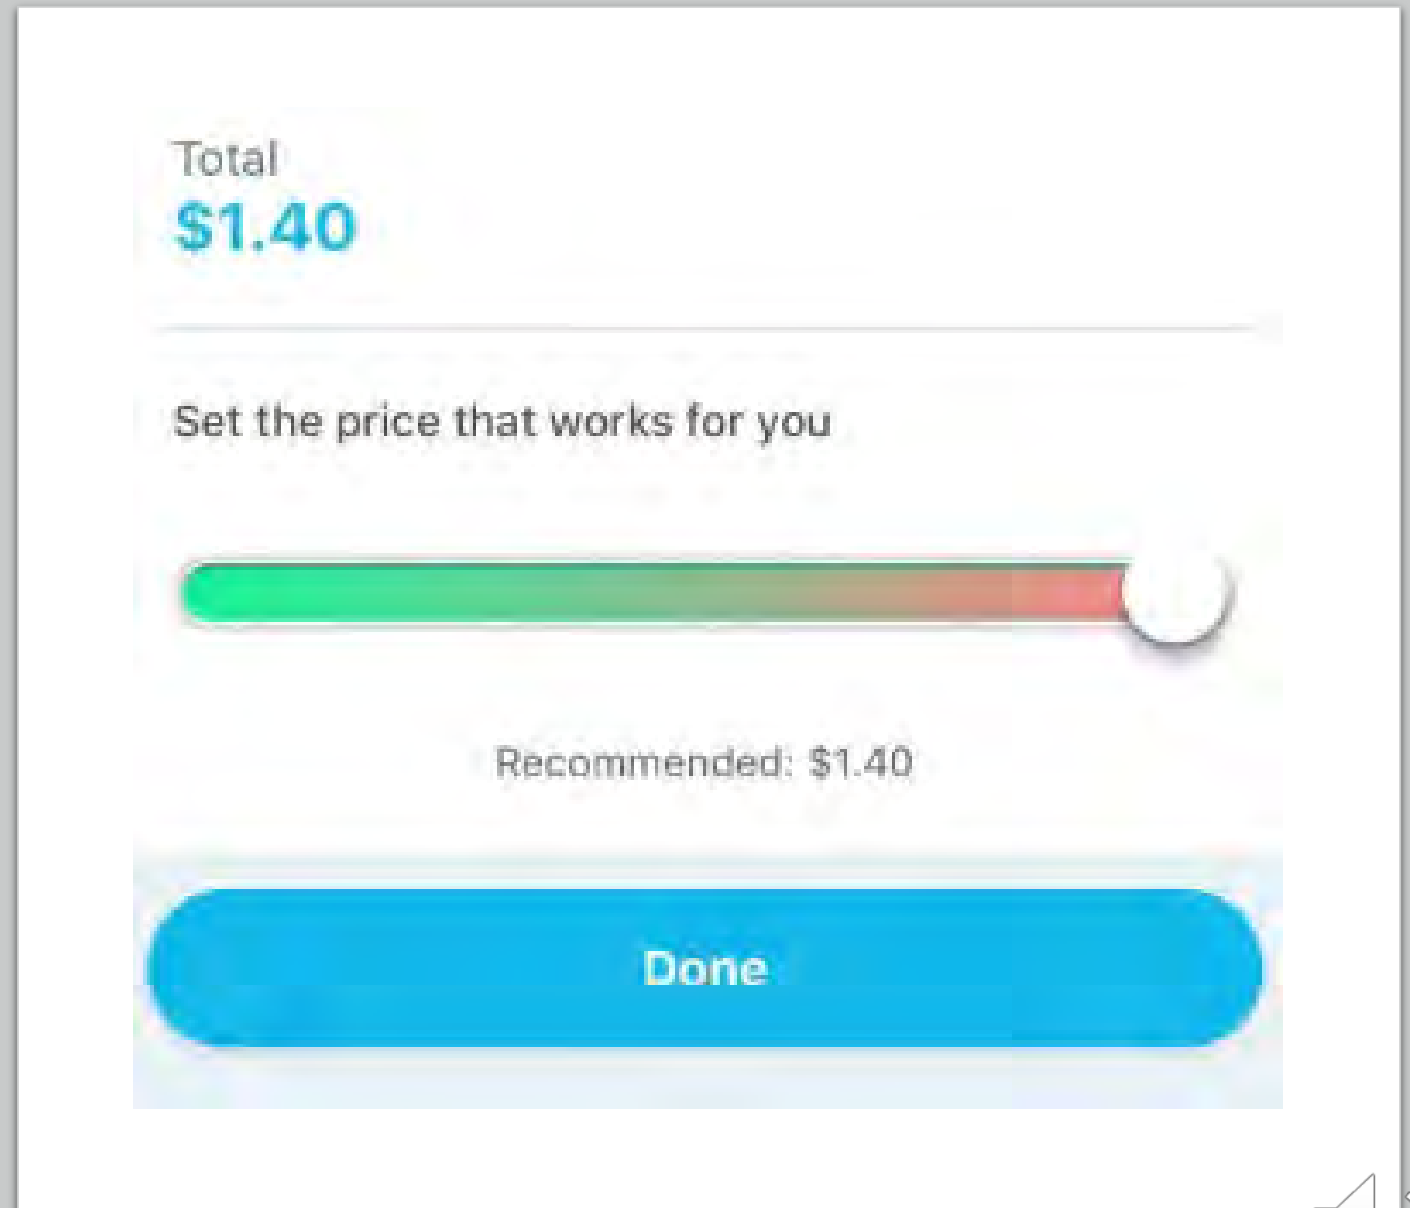 Total
$1.40
Set the price that works for you
Recommended: $1.40
Done